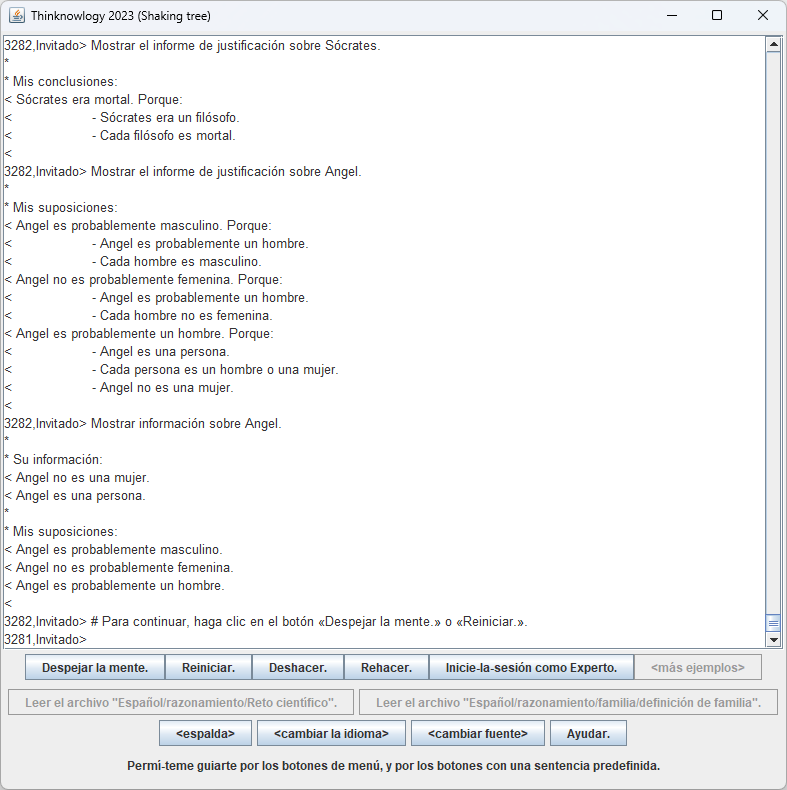 Thinknowlogy 2023 (Shaking tree)
3282,Invitado> Mostrar el informe de justificación sobre Sócrates.
*
* Mis conclusiones:
< Sócrates era mortal. Porque:
< - Sócrates era un filósofo.
< - Cada filósofo es mortal.
<
3282,Invitado> Mostrar el informe de justificación sobre Angel.
*
* Mis suposiciones:
< Angel es probablemente masculino. Porque:
< - Angel es probablemente un hombre.
< - Cada hombre es masculino.
< Angel no es probablemente femenina. Porque:
< - Angel es probablemente un hombre.
< - Cada hombre no es femenina.
< Angel es probablemente un hombre. Porque:
< - Angel es una persona.
< - Cada persona es un hombre o una mujer.
< - Angel no es una mujer.
<
3282,Invitado> Mostrar información sobre Angel.
*
* Su información:
< Angel no es una mujer.
< Angel es una persona.
*
* Mis suposiciones:
< Angel es probablemente masculino.
< Angel no es probablemente femenina.
< Angel es probablemente un hombre.
<
3282,Invitado> # Para continuar, haga clic en el botón «Despejar la mente.» o «Reiniciar.».
3281,Invitado>
Despejar la mente. Reiniciar. Deshacer. Rehacer. Inicie-la-sesión como Experto. <más ejemplos>
Leer el archivo "Español/razonamiento/Reto científico". Leer el archivo "Español/razonamiento/familia/definición de familia".
<espalda> <cambiar la idioma> <cambiar fuente> Ayudar.
Permí-teme guiarte por los botones de menú, y por los botones con una sentencia predefinida.